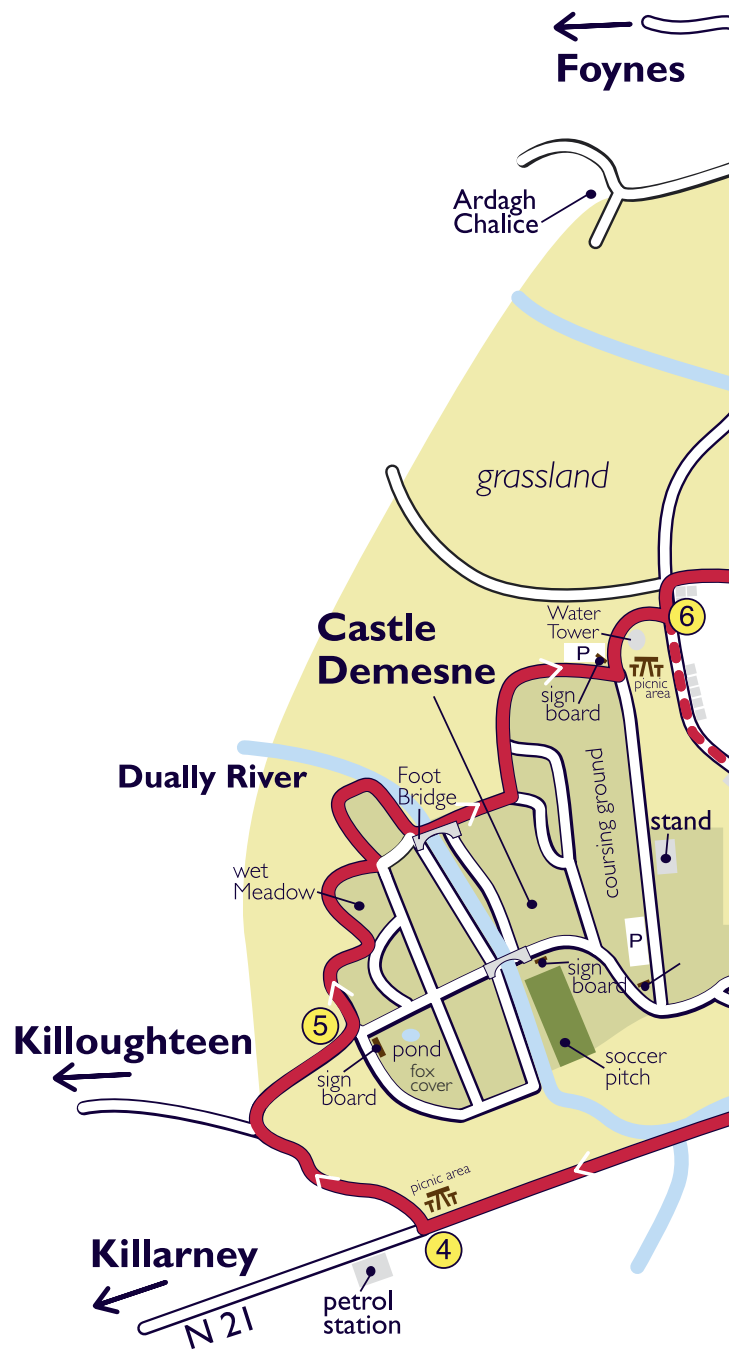 Foynes
Ardagh
Chalice
grassland
Water
Tower
6
Castle
Demesne
P
picnic
area
sign
board
Dually River
Foot
Bridge
coursing ground
stand
wet
Meadow
P
sign
board
5
Killoughteen
pond
fox
cover
sign
board
soccer
pitch
picnic area
4
Killarney
petrol
station
N 21